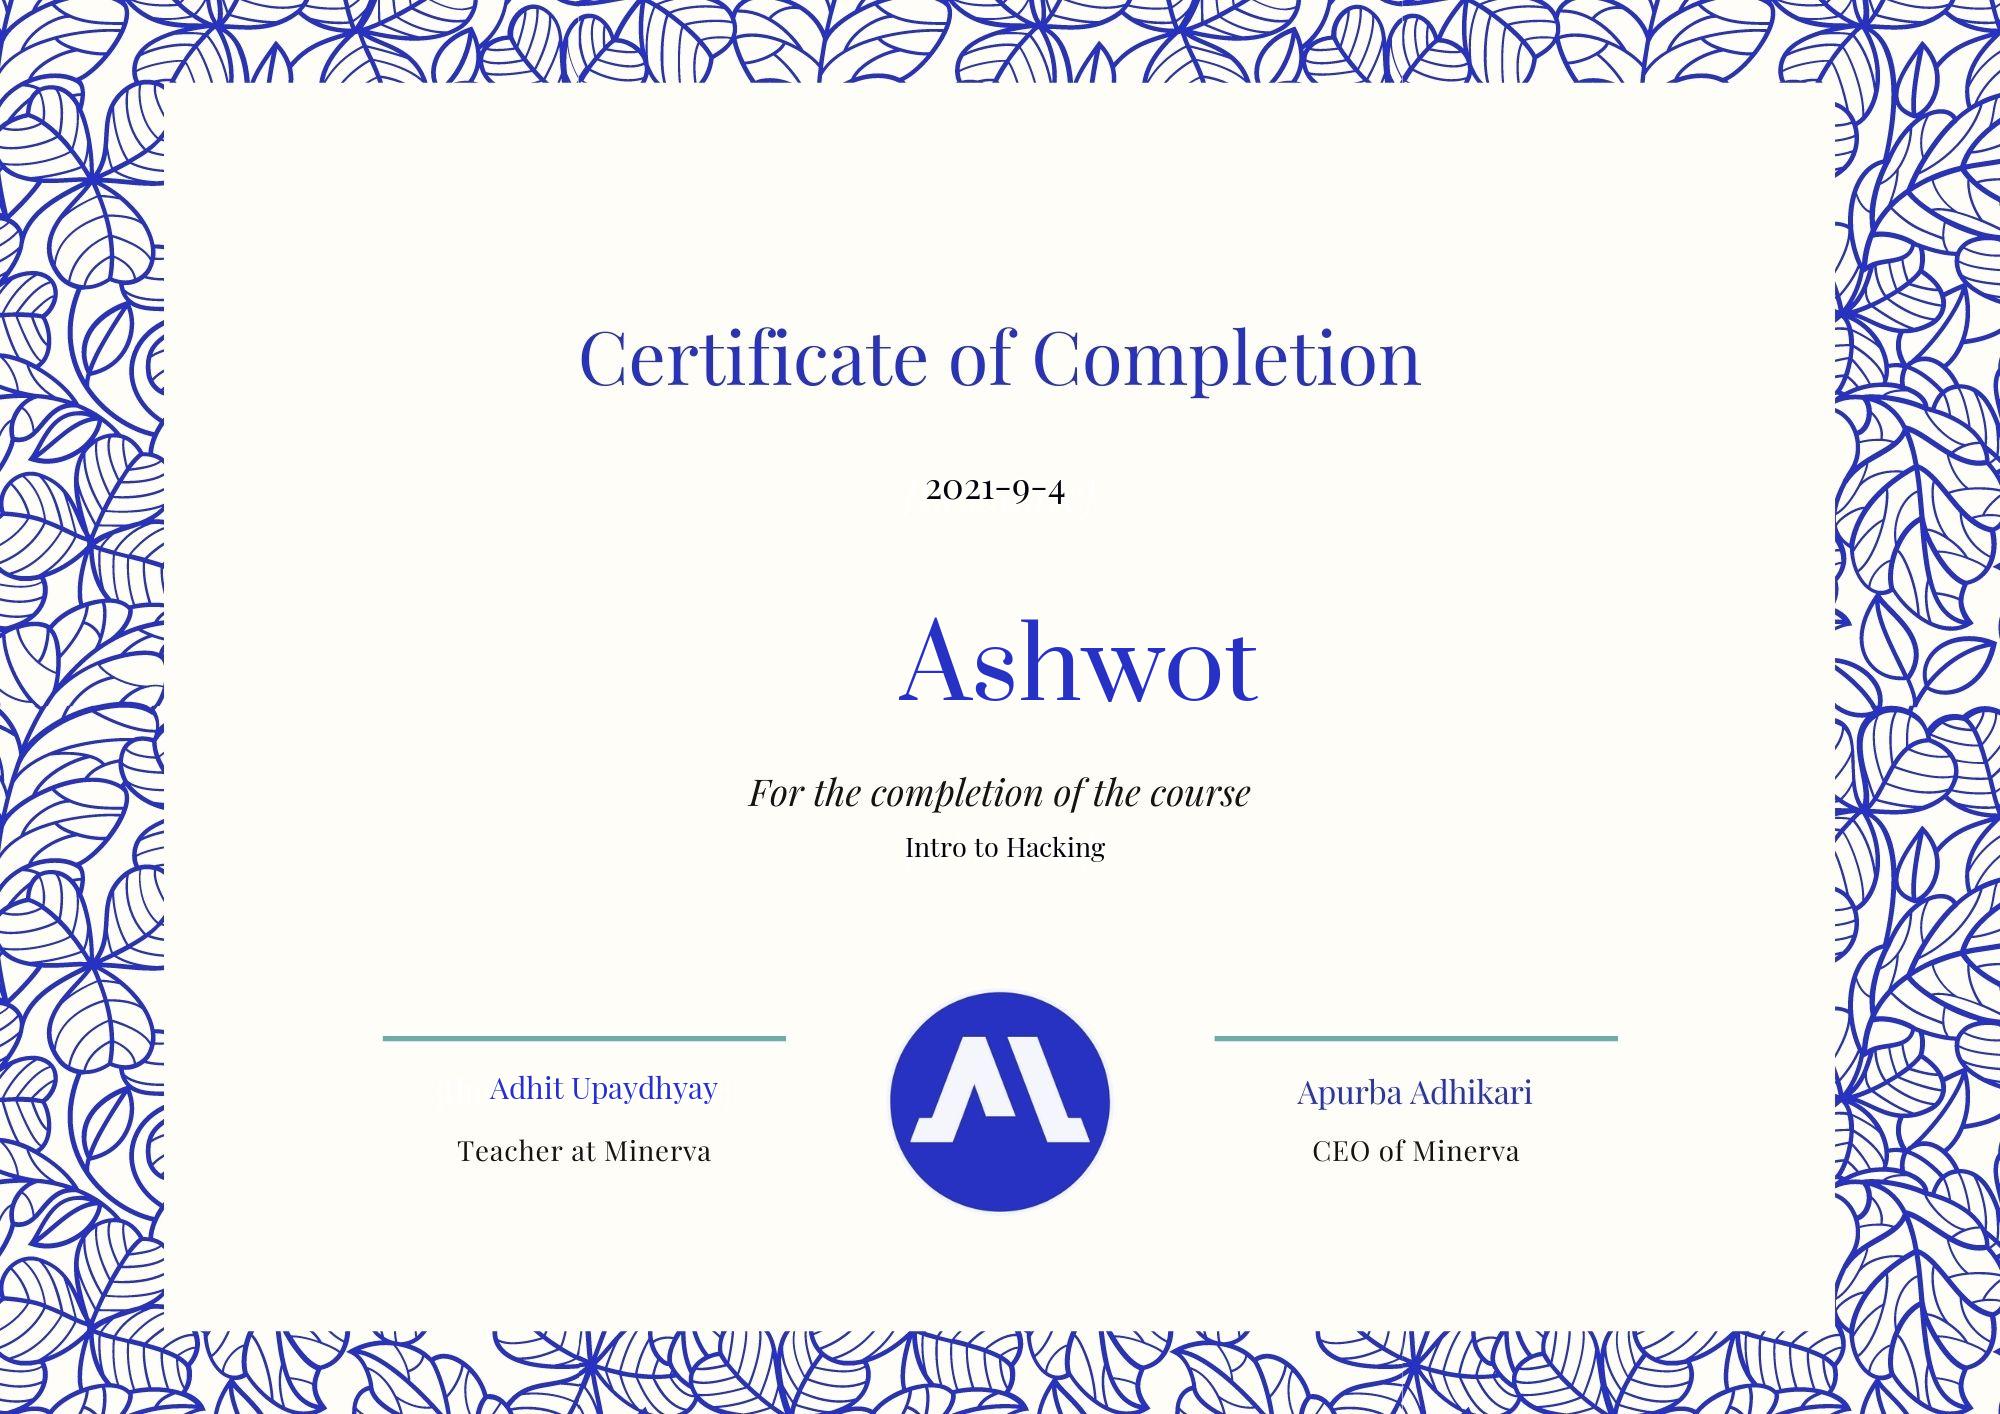 Certificate of Completion
2021-9-4
Ashwot
For the completion of the course
Intro to Hacking
Adhit Upaydhyay
Teacher at Minerva
Apurba Adhikari
CEO of Minerva